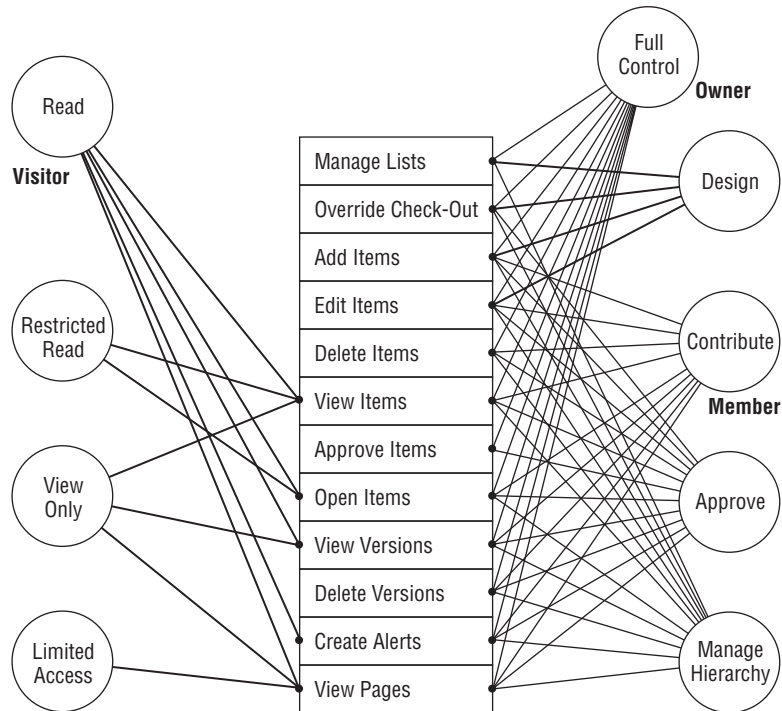 Full
Control
Owner
Read
Visitor
Manage Lists
Design
Override Check-Out
Add Items
Edit Items
Restricted
Read
Contribute
Member
Delete Items
View Items
Approve Items
View
Only
Open Items
Approve
View Versions
Delete Versions
Create Alerts
Limited
Access
Manage
Hierarchy
View Pages